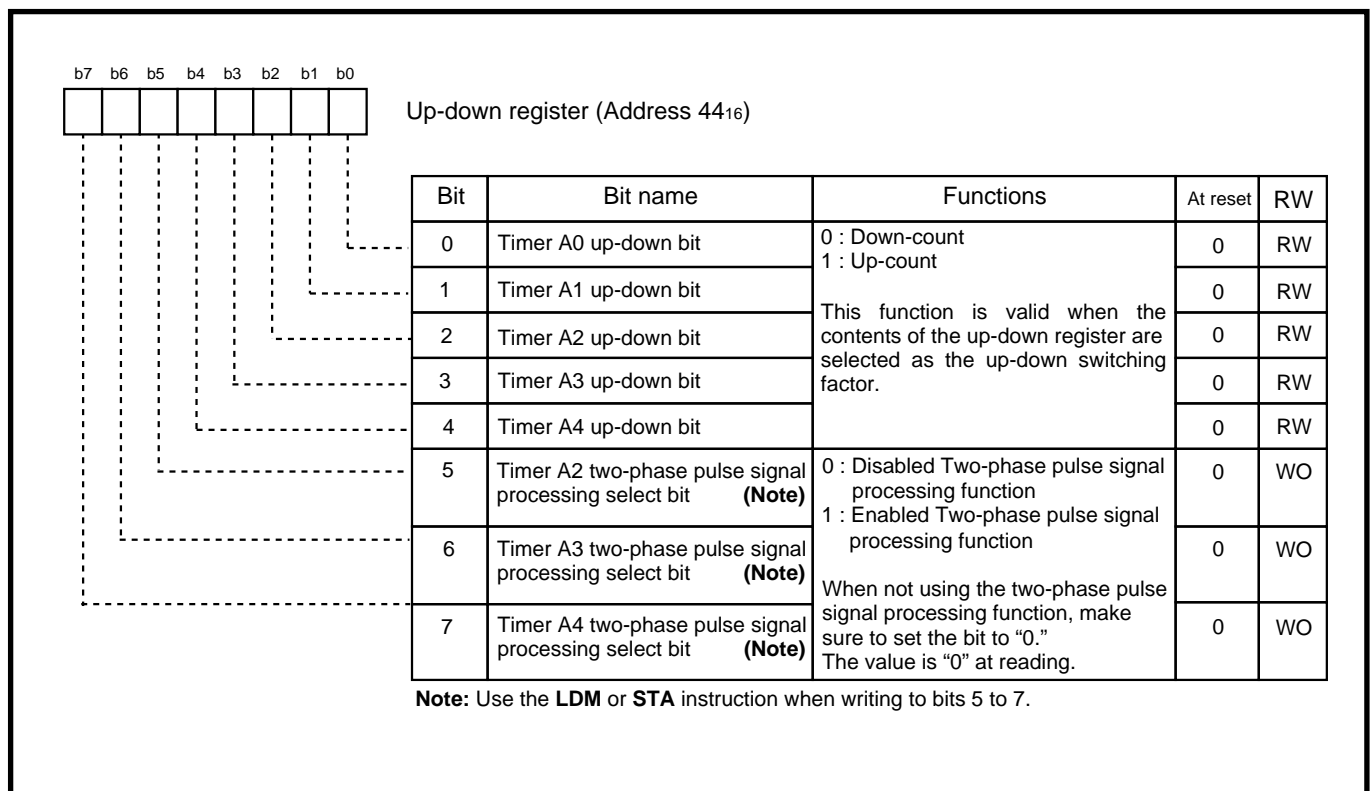 b7 b6 b5 b4 b3 b2 b1 b0
Up-down register (Address 4416)
Bit Bit name Functions At reset RW
0 Timer A0 up-down bit 0 : Down-count 0 RW
1 : Up-count
1 Timer A1 up-down bit 0 RW
This function is valid when the
2 Timer A2 up-down bit contents of the up-down register are 0 RW
selected as the up-down switching
3 Timer A3 up-down bit factor. 0 RW
4 Timer A4 up-down bit 0 RW
5 Timer A2 two-phase pulse signal 0 : Disabled Two-phase pulse signal 0 WO
processing select bit (Note) processing function
1 : Enabled Two-phase pulse signal
6 Timer A3 two-phase pulse signal processing function 0 WO
processing select bit (Note)
When not using the two-phase pulse
signal processing function, make
7 Timer A4 two-phase pulse signal sure to set the bit to “0.” 0 WO
processing select bit (Note) The value is “0” at reading.
Note: Use the LDM or STA instruction when writing to bits 5 to 7.